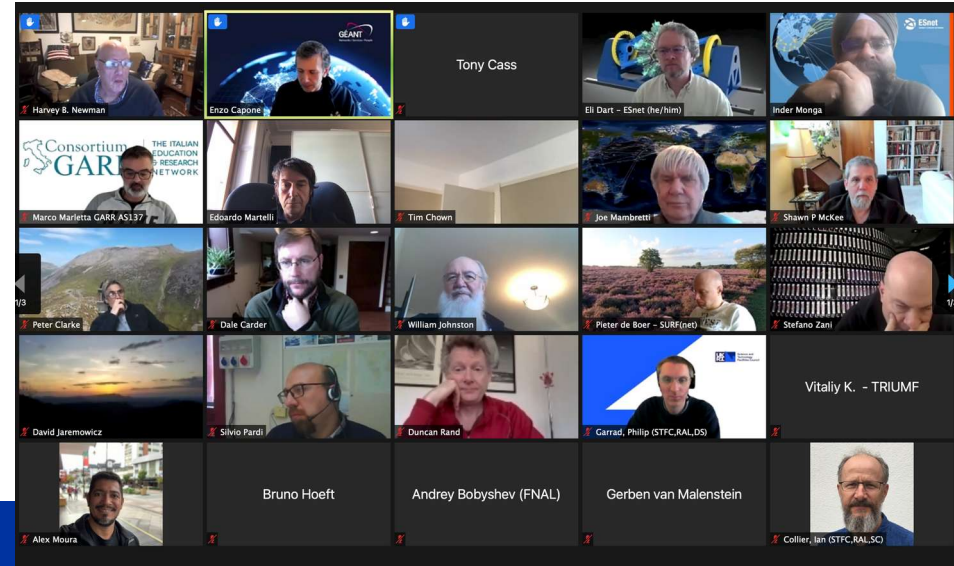 GÉANT
ESnet
Harvey B. Newman
Enzo Capone
Tony Cass
Eli Dart – ESnet (he/him)
Inder Monga
Consortium
GARR
THE ITALIAN
EDUCATION
& RESEARCH
NETWORK
Marco Marletta GARR AS137
Edoardo Martelli
Tim Chown
Joe Mambretti
Shawn P McKee
1/3
1/
Peter Clarke
Dale Carder
William Johnston
Pieter de Boer – SURF(net)
Stefano Zani
David Jaremowicz
Silvio Pardi
Duncan Rand
Garrad, Philip (STFC,RAL,DS)
Vitaliy K. - TRIUMF
Alex Moura
Bruno Hoeft
Andrey Bobyshev (FNAL)
Gerben van Malenstein
Collier, Ian (STFC,RAL,SC)